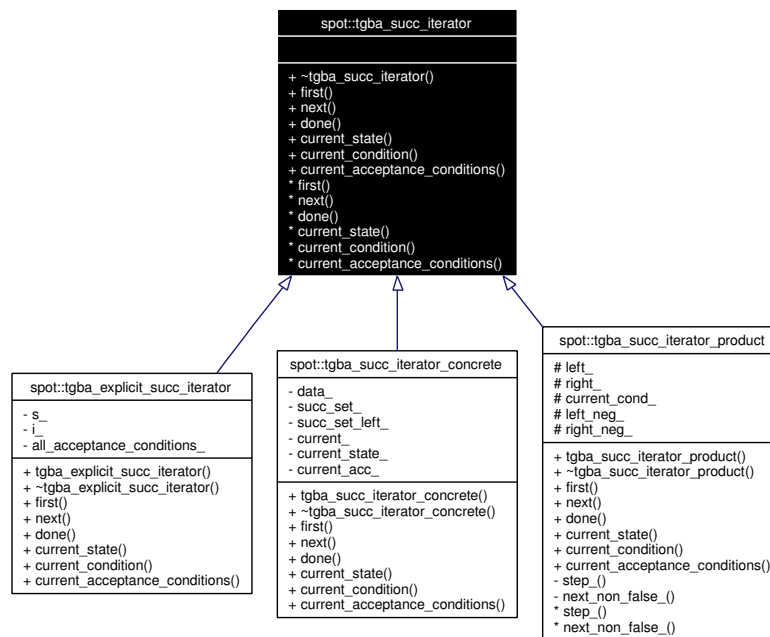 spot::tgba_succ_iterator
+ ~tgba_succ_iterator()
+ first()
+ next()
+ done()
+ current_state()
+ current_condition()
+ current_acceptance_conditions()
* first()
* next()
* done()
* current_state()
* current_condition()
* current_acceptance_conditions()
spot::tgba_explicit_succ_iterator
- s_
- i_
- all_acceptance_conditions_
+ tgba_explicit_succ_iterator()
+ ~tgba_explicit_succ_iterator()
+ first()
+ next()
+ done()
+ current_state()
+ current_condition()
+ current_acceptance_conditions()
spot::tgba_succ_iterator_concrete
- data_
- succ_set_
- succ_set_left_
- current_
- current_state_
- current_acc_
+ tgba_succ_iterator_concrete()
+ ~tgba_succ_iterator_concrete()
+ first()
+ next()
+ done()
+ current_state()
+ current_condition()
+ current_acceptance_conditions()
spot::tgba_succ_iterator_product
# left_
# right_
# current_cond_
# left_neg_
# right_neg_
+ tgba_succ_iterator_product()
+ ~tgba_succ_iterator_product()
+ first()
+ next()
+ done()
+ current_state()
+ current_condition()
+ current_acceptance_conditions()
- step_()
- next_non_false_()
* step_()
* next_non_false_()